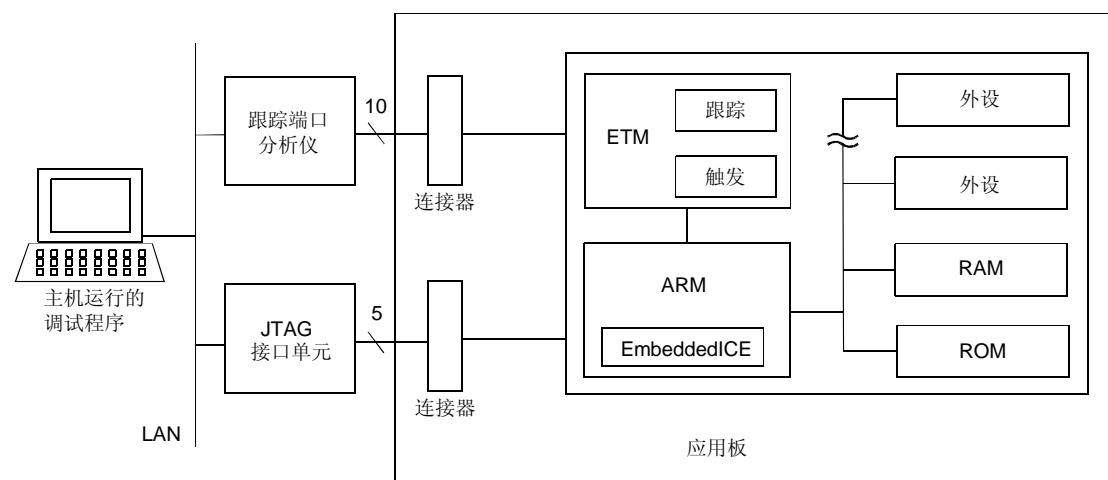 主机运行的
调试程序
LAN
跟踪端口
分析仪
10
连接器
JTAG
接口单元
5
连接器
ETM
跟踪
触发
ARM
EmbeddedICE
外设
外设
RAM
ROM
应用板